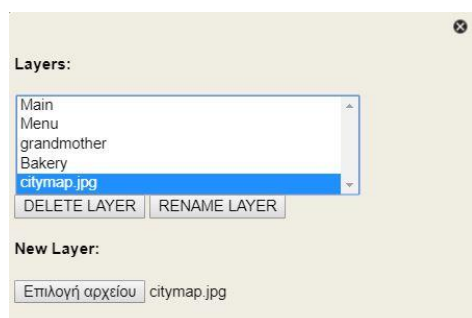 Layers:
Main
Menu
grandmother
Bakery
citymap.jpg
DELETE LAYER RENAME LAYER
New Layer:
Επιλογή αρχείου citymap.jpg